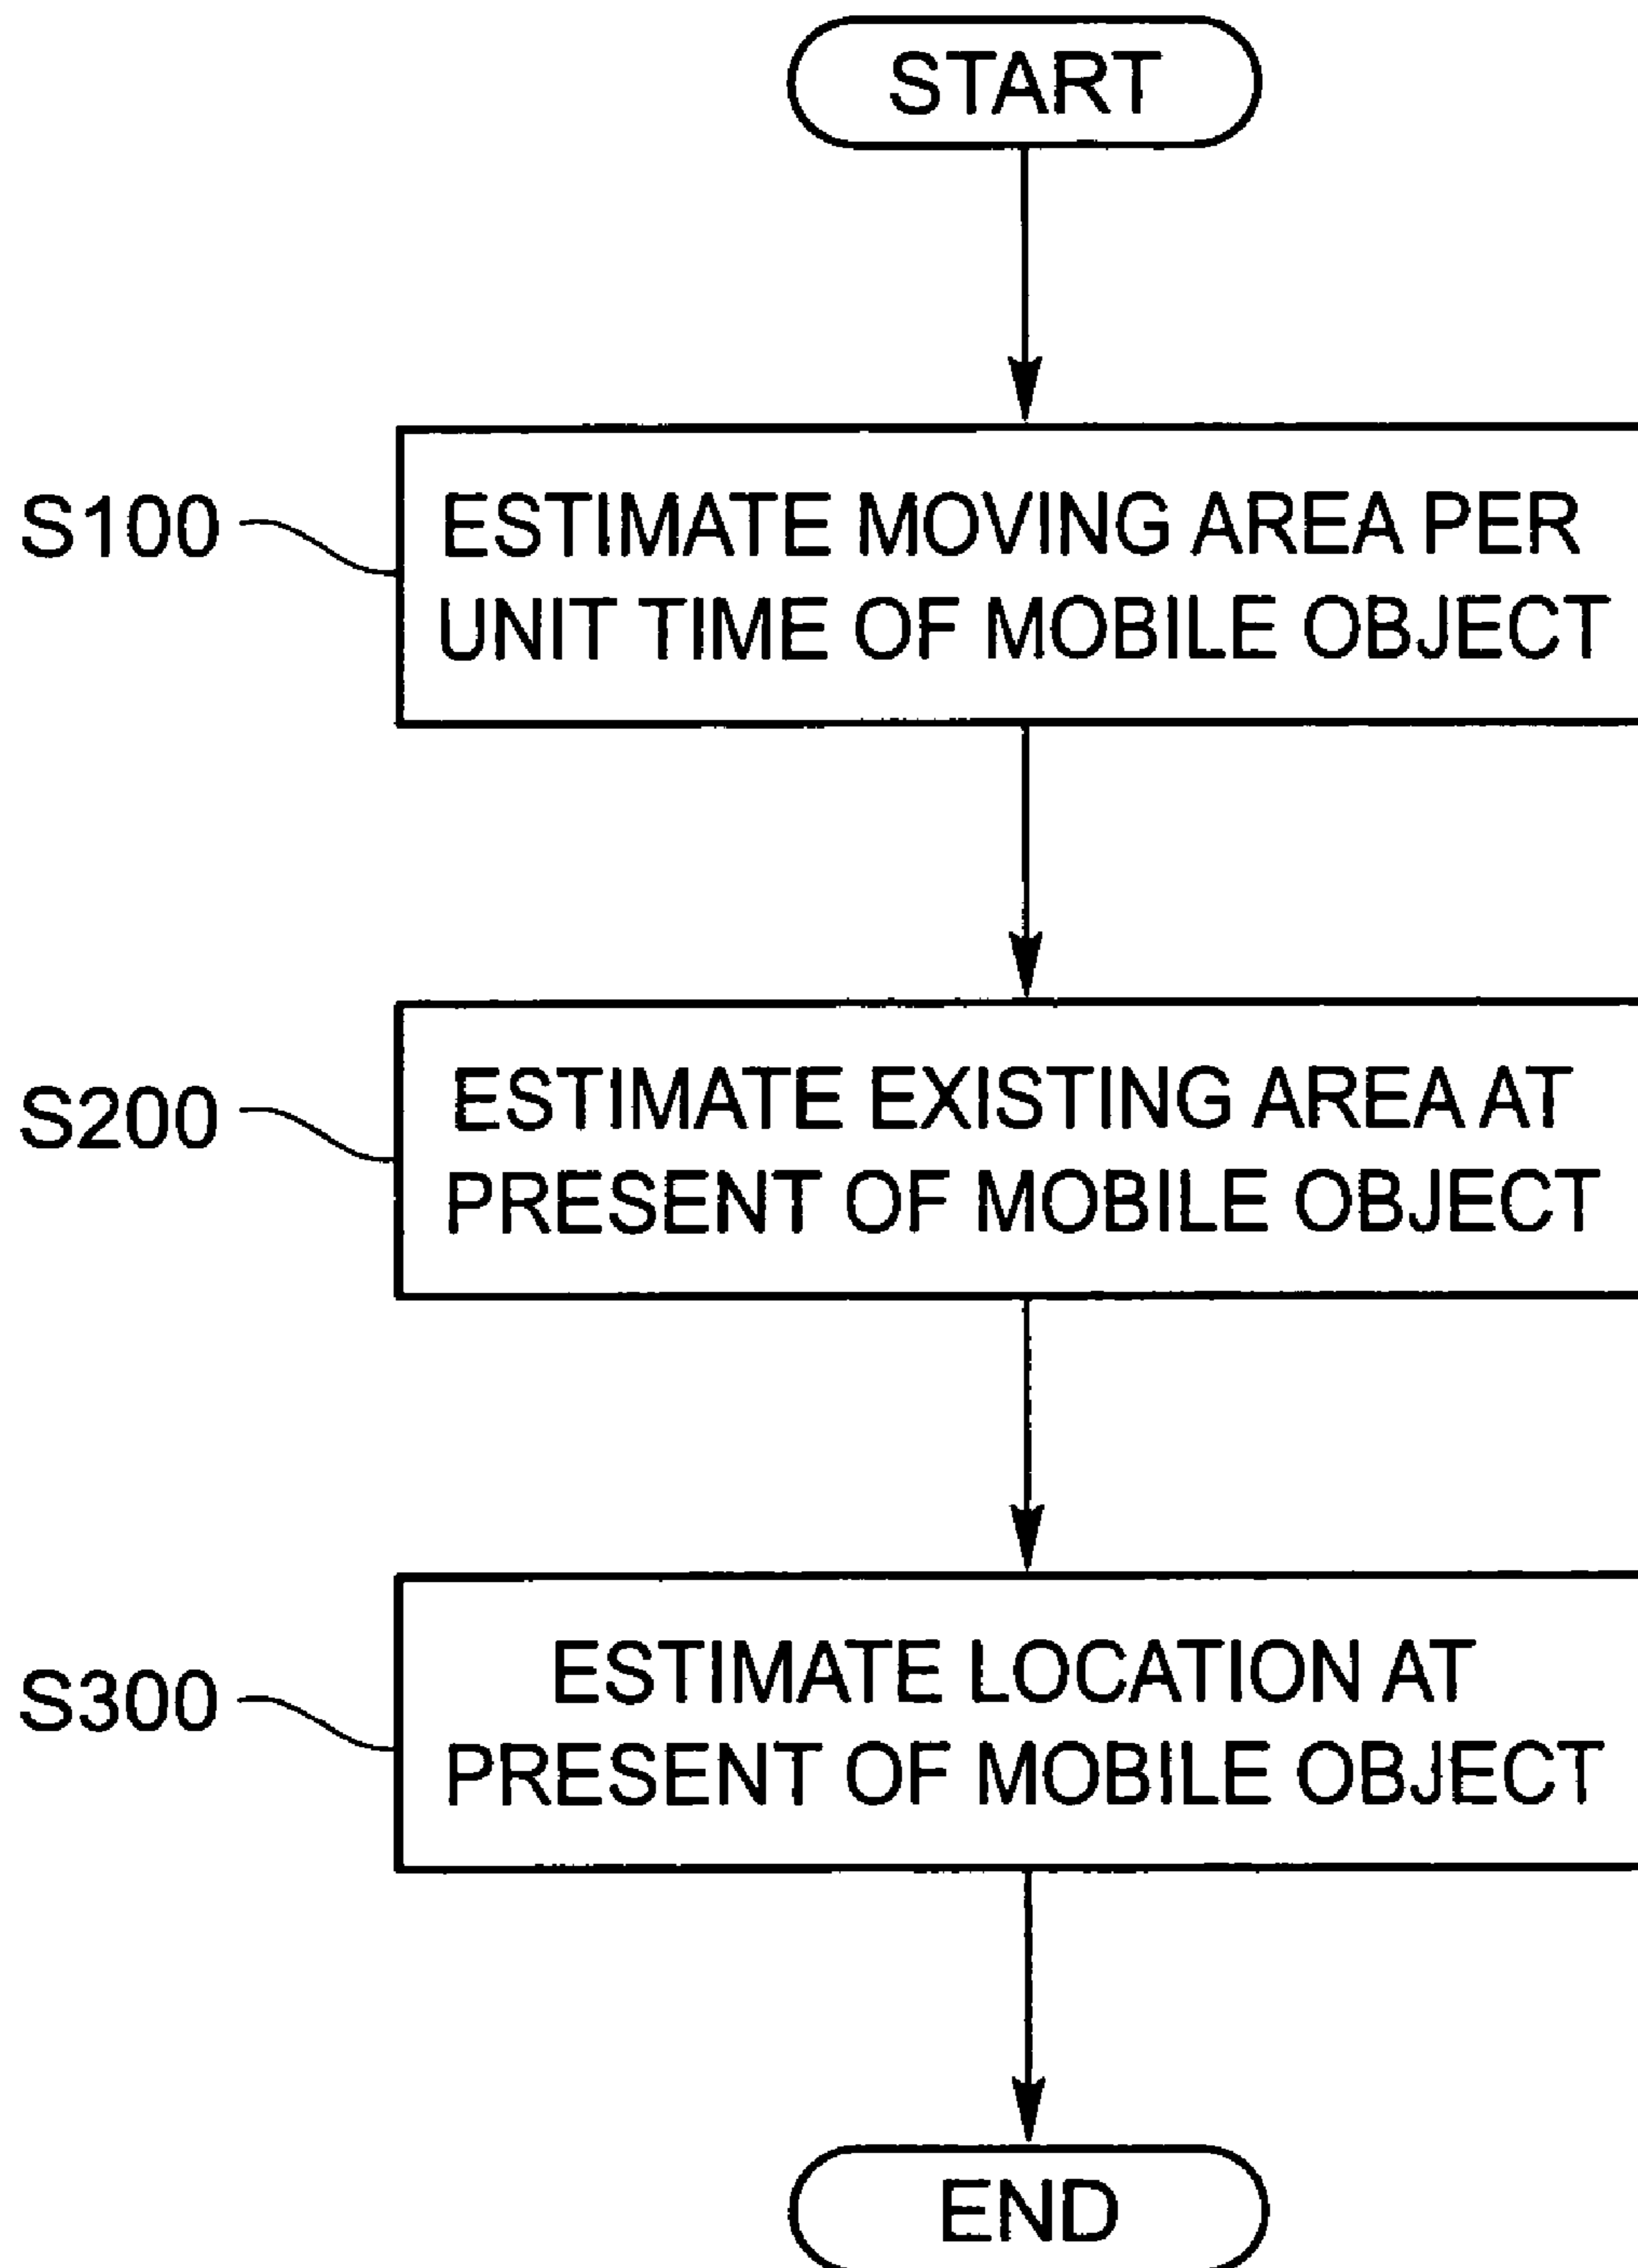 START
S100
ESTIMATE MOVING AREA PER
UNIT TIME OF MOBILE OBJECT
S200
ESTIMATE EXISTING AREA AT
PRESENT OF MOBILE OBJECT
S300
ESTIMATE LOCATION AT
PRESENT OF MOBILE OBJECT
END